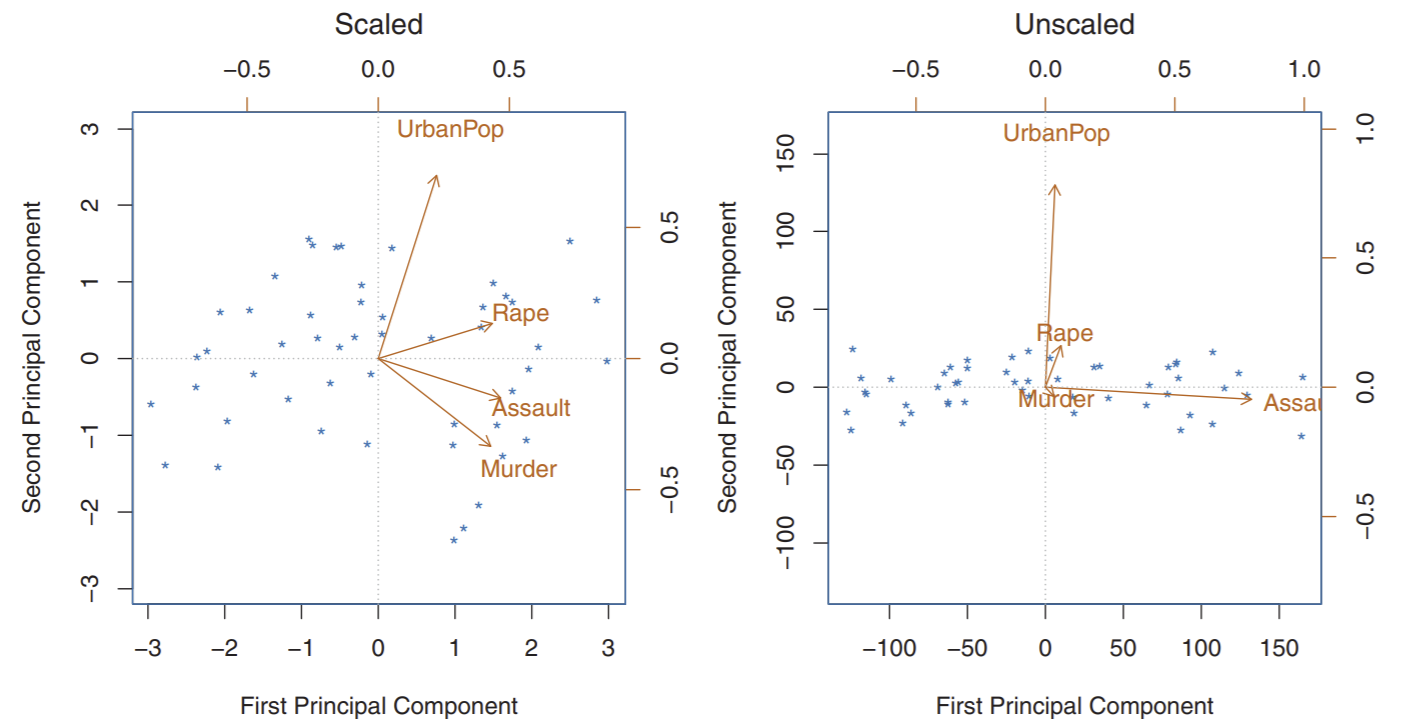 Scaled
−0.5 0.0 0.5
UrbanPop
Rape
Assault
Murder
3
2
1
0
−1
−2
−3
Second Principal Component
0.5
0.0
−0.5
−3 −2 −1 0 1 2 3
First Principal Component
Unscaled
−0.5 0.0 0.5 1.0
UrbanPop
Rape
Murder
Assau
150
100
50
0
−50
−100
Second Principal Component
1.0
0.5
0.0
−0.5
−100 −50 0 50 100 150
First Principal Component